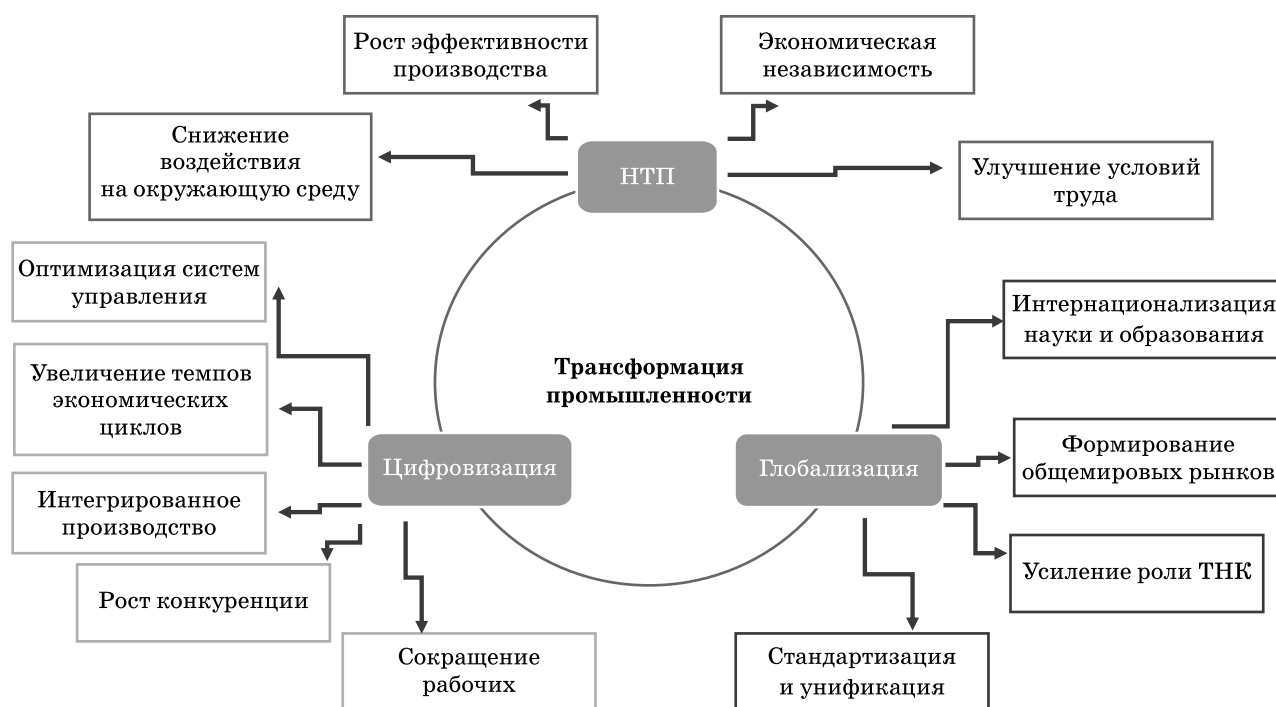 Рост эффективности
производства
Экономическая
независимость
Снижение
воздействия
на окружающую среду
НТП
Улучшение условий
труда
Оптимизация систем
управления
Интернационализация
науки и образования
Увеличение темпов
экономических
циклов
Трансформация
промышленности
Цифровизация
Глобализация
Формирование
общемировых рынков
Интегрированное
производство
Усиление роли ТНК
Рост конкуренции
Сокращение
рабочих
Стандартизация
и унификация